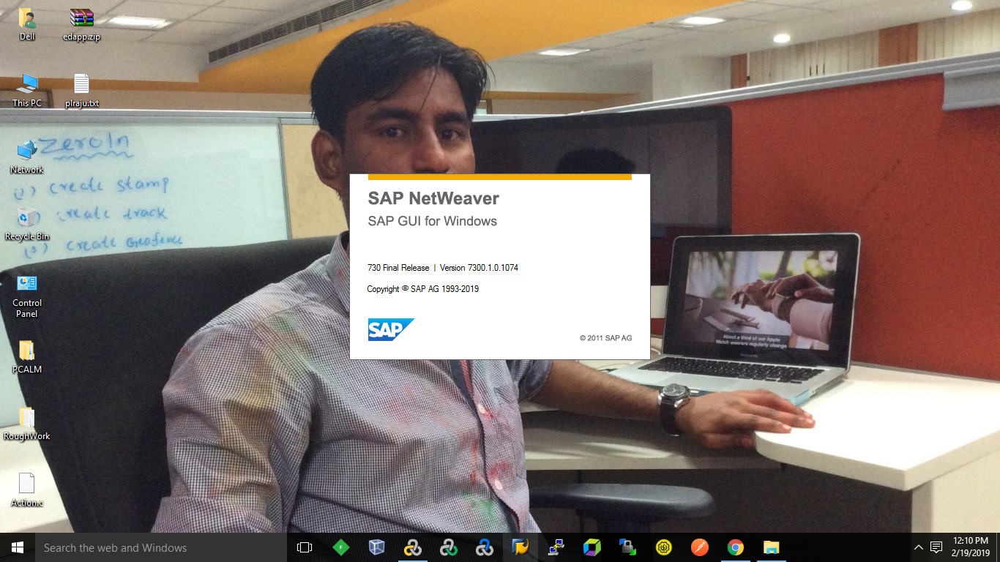 Dell
edapp.zip
This PC
plraju.txt
Network
Recycle Bin
Control
Panel
PCALM
RoughWork
Action.c
ZeroIn
(1) create stamp
) create track
(3) create Geofence
SAP NetWeaver
SAP GUI for Windows
730 Final Release | Version 7300.1.0.1074
Copyright © SAP AG 1993-2019
SAP
© 2011 SAP AG
About a third of our Apple
Watch wearers regularly change
Search the web and Windows
12:10 PM
2/19/2019